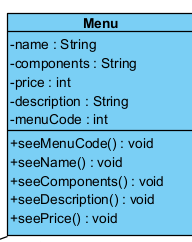 Menu
-name : String
-components : String
-price : int
-description : String
-menuCode : int
+seeMenuCode() : void
+seeName() : void
+seeComponents() : void
+seeDescription() : void
+seePrice() : void